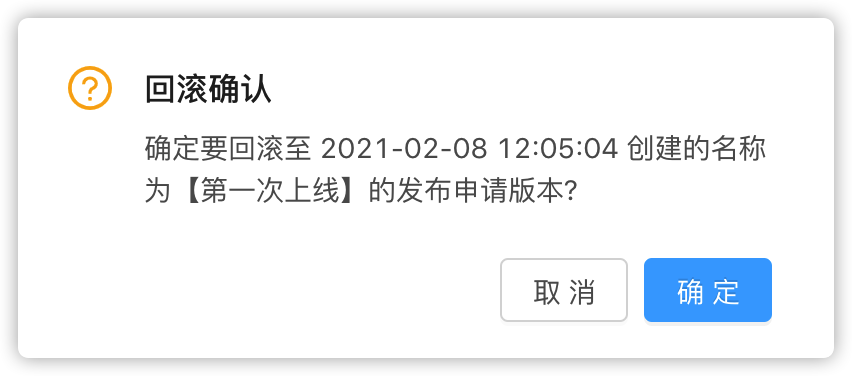 回滚确认
确定要回滚至 2021-02-08 12:05:04 创建的名称
为【第一次上线】的发布申请版本?
取 消
确 定